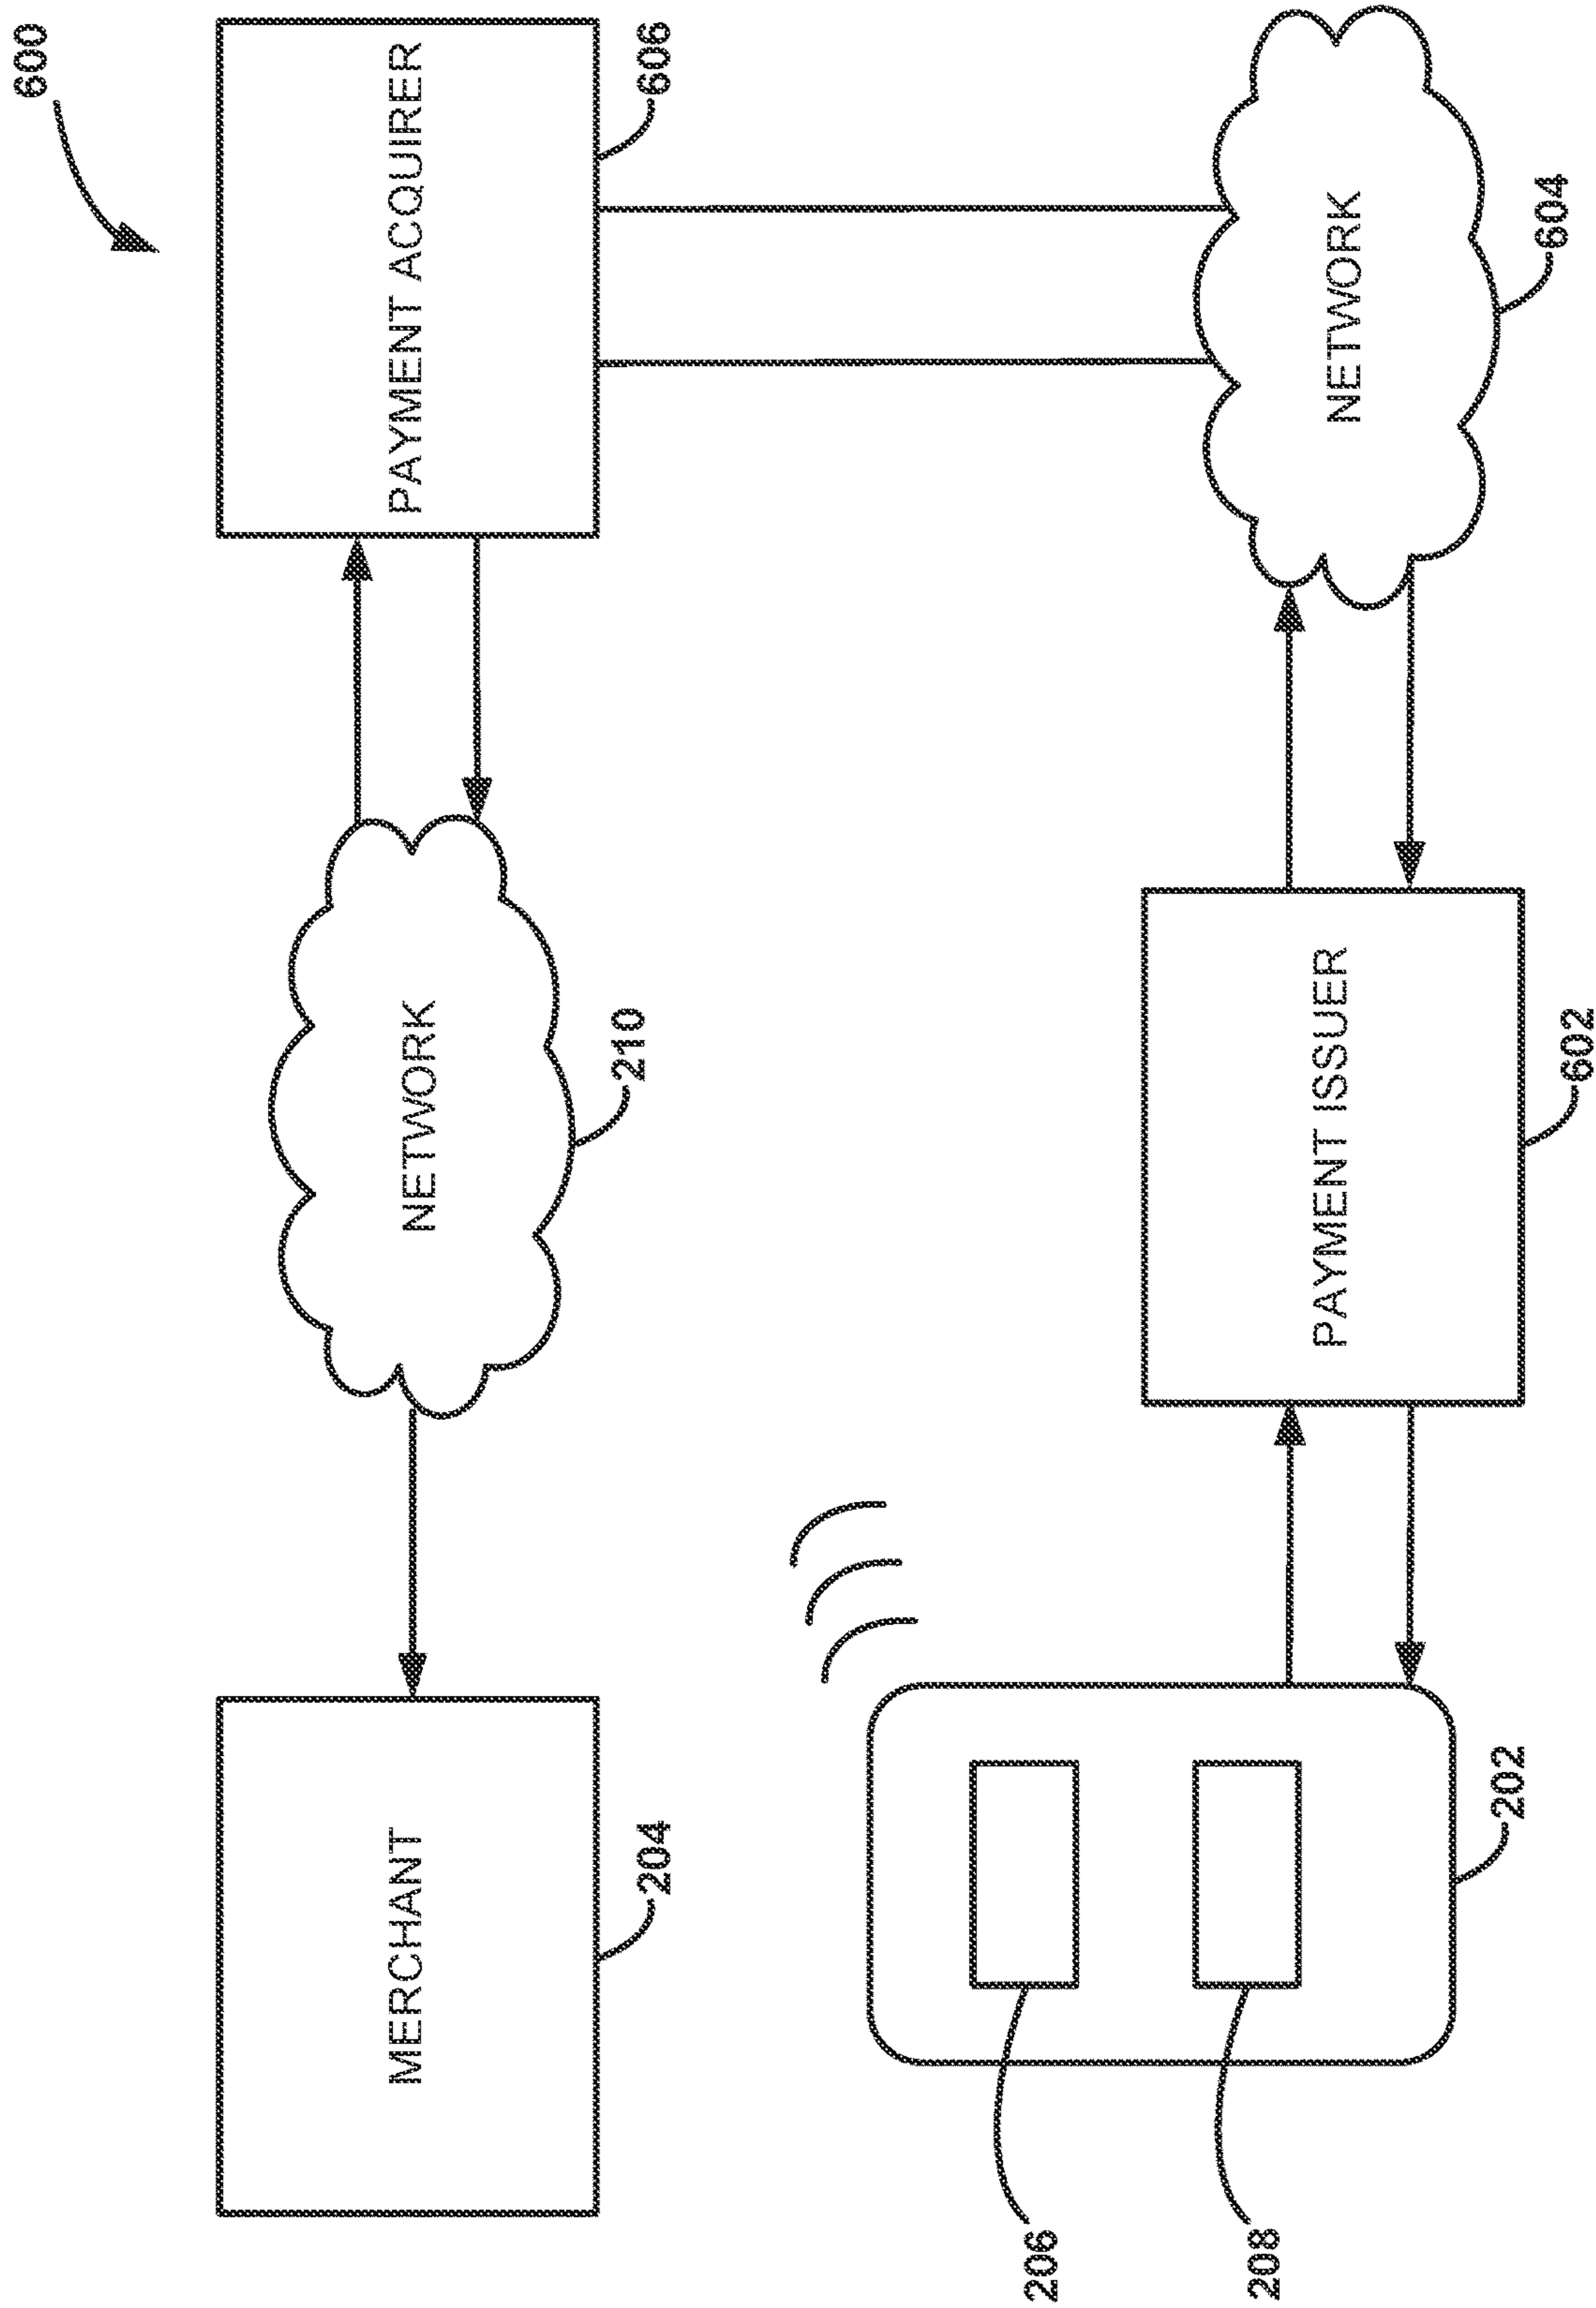 600
MERCHANT
NETWORK
PAYMENT ACQUIRER
204
210
606
206
208
PAYMENT ISSUER
NETWORK
202
602
604